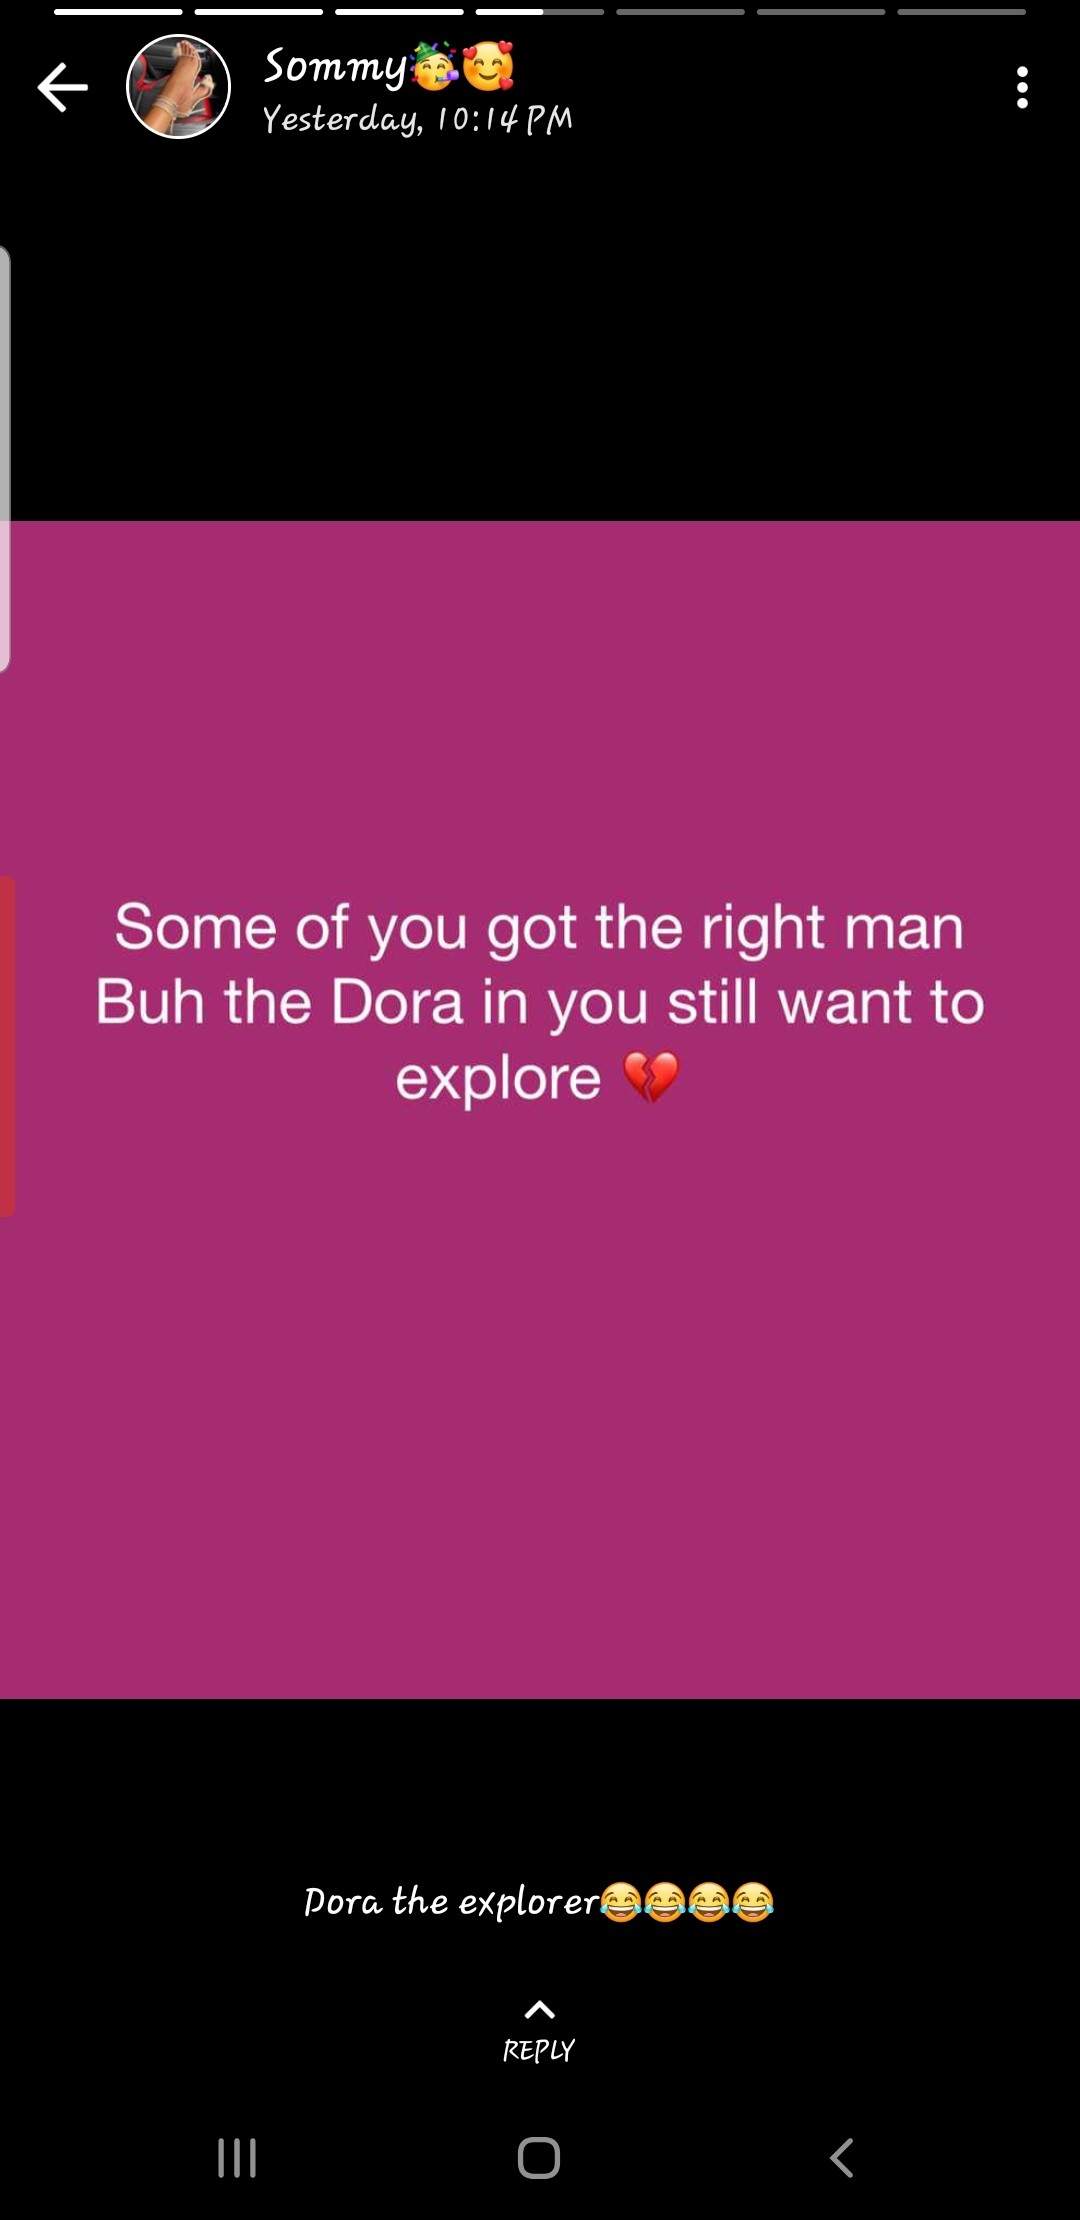 Sommy🥳🥰
Yesterday, 10:14 PM
Some of you got the right man
Buh the Dora in you still want to
explore 💔
Dora the explorer😂😂😂😂
REPLY